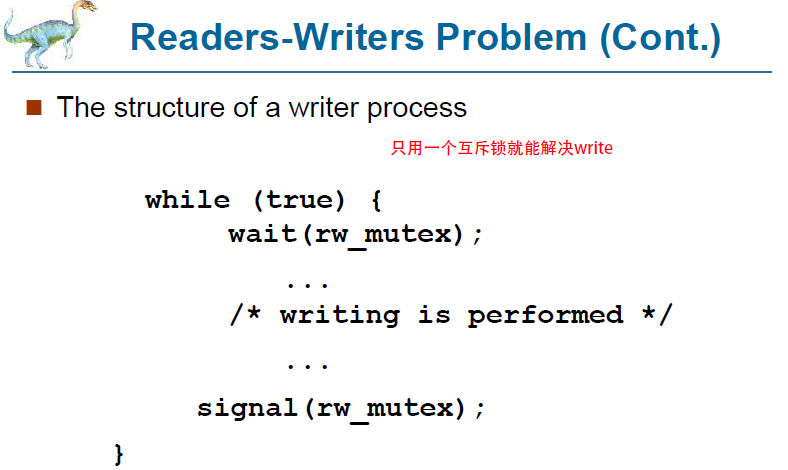 Readers-Writers Problem (Cont.)
The structure of a writer process
只用一个互斥锁就能解决write
while (true) {
wait(rw_mutex);
...
/* writing is performed */
...
signal(rw_mutex);
}